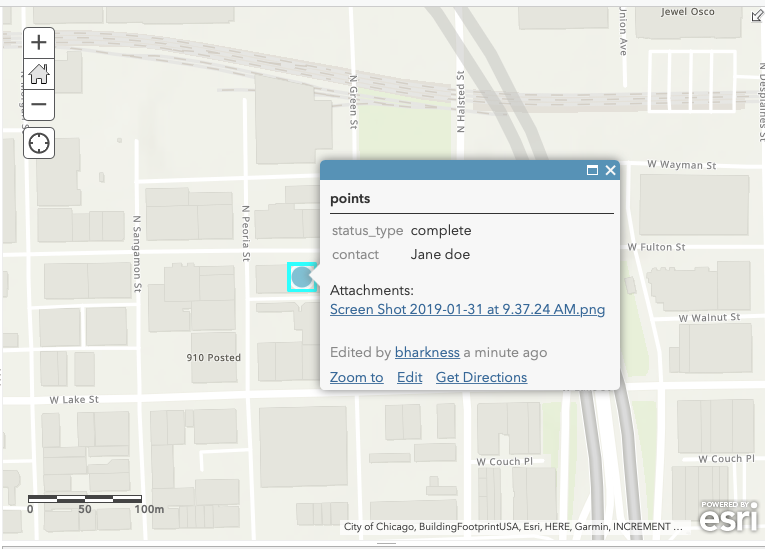 Jewel Osco
Union Ave
N Desplaines St
N Green St
N Halsted St
W Wayman St
points
status_type complete
contact Jane doe
N Sangamon St
N Peoria St
W Fulton St
Attachments:
Screen Shot 2019-01-31 at 9.37.24 AM.png
W Walnut St
Edited by bharkness a minute ago
910 Posted
Zoom to Edit Get Directions
W Lake St
W Couch Pl
W Couch Pl
0 50 100m
POWERED BY
esri
City of Chicago, BuildingFootprintUSA, Esri, HERE, Garmin, INCREMENT ...